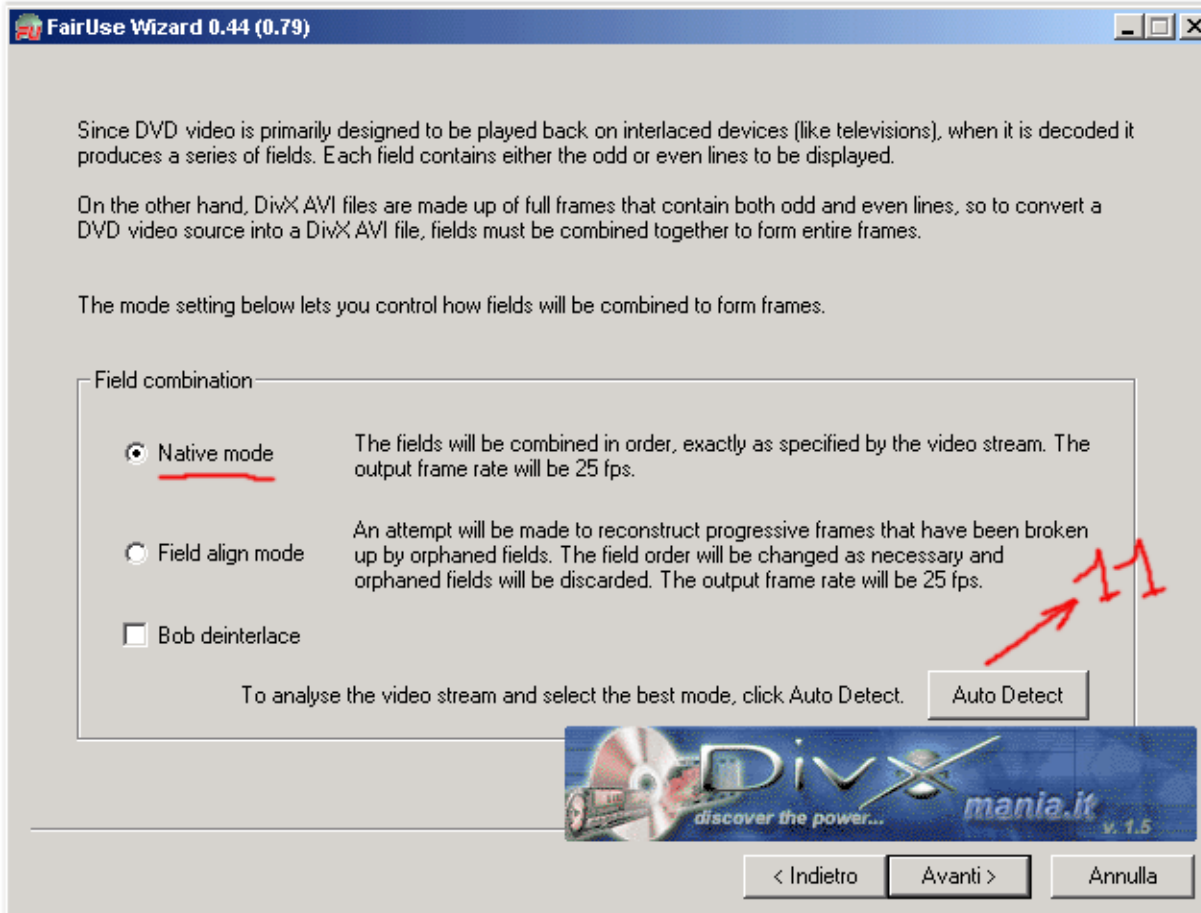 FairUse Wizard 0.44 (0.79)
Since DVD video is primarily designed to be played back on interlaced devices (like televisions), when it is decoded it
produces a series of fields. Each field contains either the odd or even lines to be displayed.
On the other hand, DivX AVI files are made up of full frames that contain both odd and even lines, so to convert a
DVD video source into a DivX AVI file, fields must be combined together to form entire frames.
The mode setting below lets you control how fields will be combined to form frames.
Field combination
Native mode
The fields will be combined in order, exactly as specified by the video stream. The
output frame rate will be 25 fps.
Field align mode
An attempt will be made to reconstruct progressive frames that have been broken
up by orphaned fields. The field order will be changed as necessary and
orphaned fields will be discarded. The output frame rate will be 25 fps.
11
Bob deinterlace
To analyse the video stream and select the best mode, click Auto Detect.
Auto Detect
DivX
mania.it
discover the power...
v. 1.5
< Indietro
Avanti >
Annulla